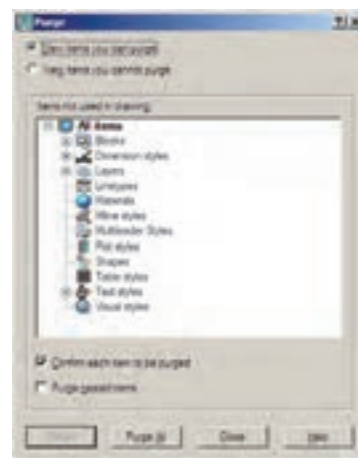 Purge
View items you can purge
View items you cannot purge
Items not used in drawing
All items
Blocks
Dimension styles
Layers
Linetypes
Materials
Mline styles
Multileader Styles
Plot styles
Shapes
Table styles
Text styles
Visual styles
Confirm each item to be purged
Purge nested items
Purge All
Close
Help